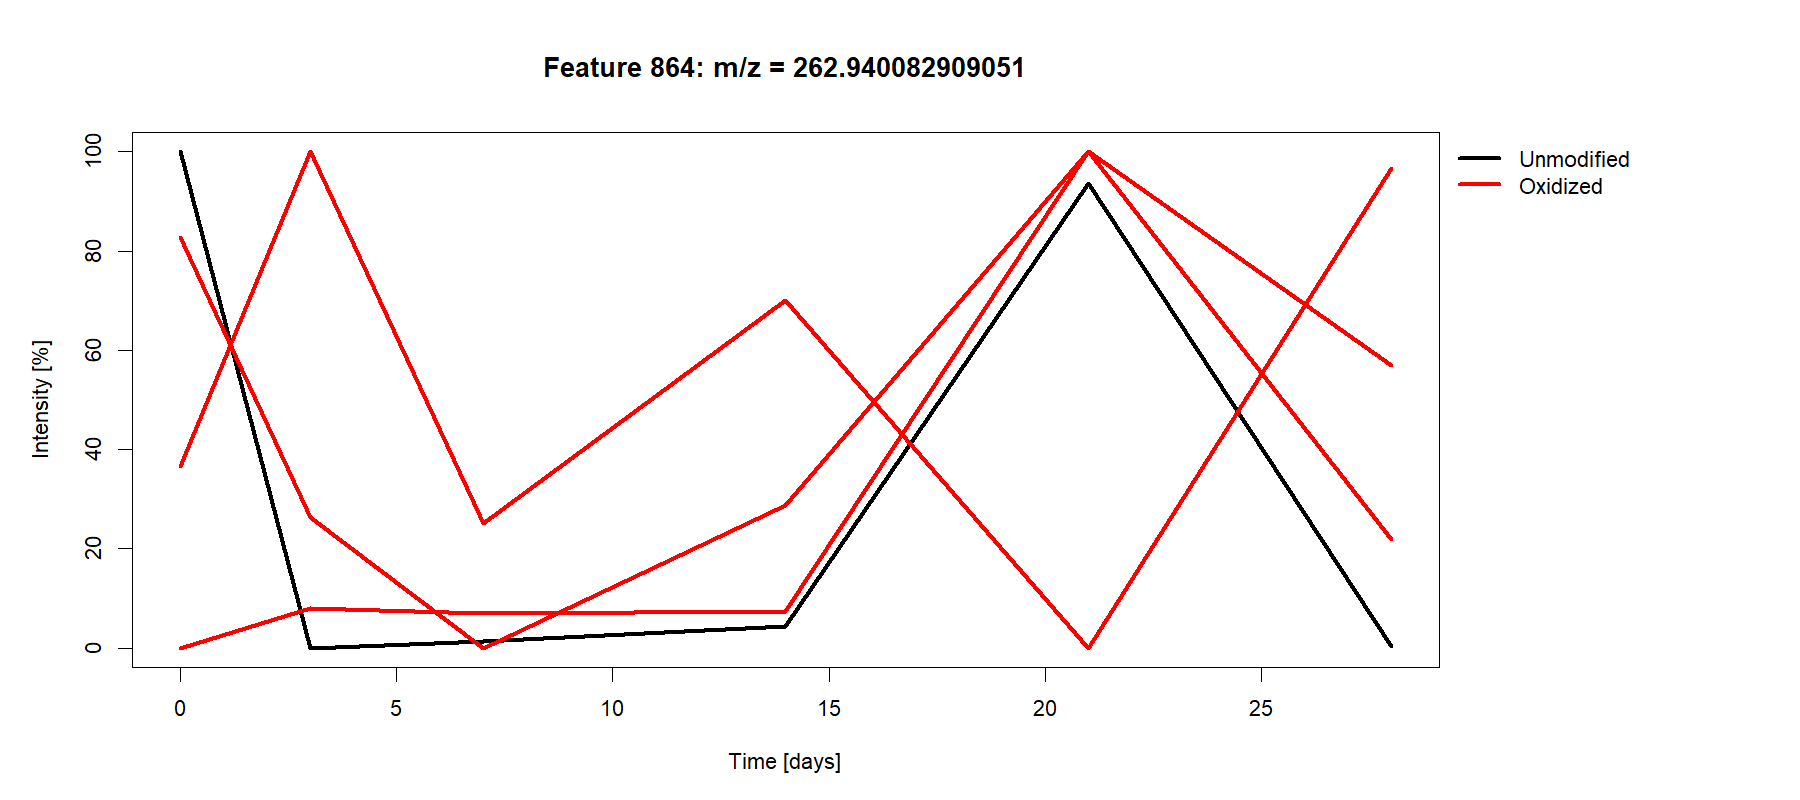 Feature 864: m/z = 262.940082909051
Unmodified
Oxidized
Intensity [%]
100
80
60
40
20
0
0 5 10 15 20 25
Time [days]